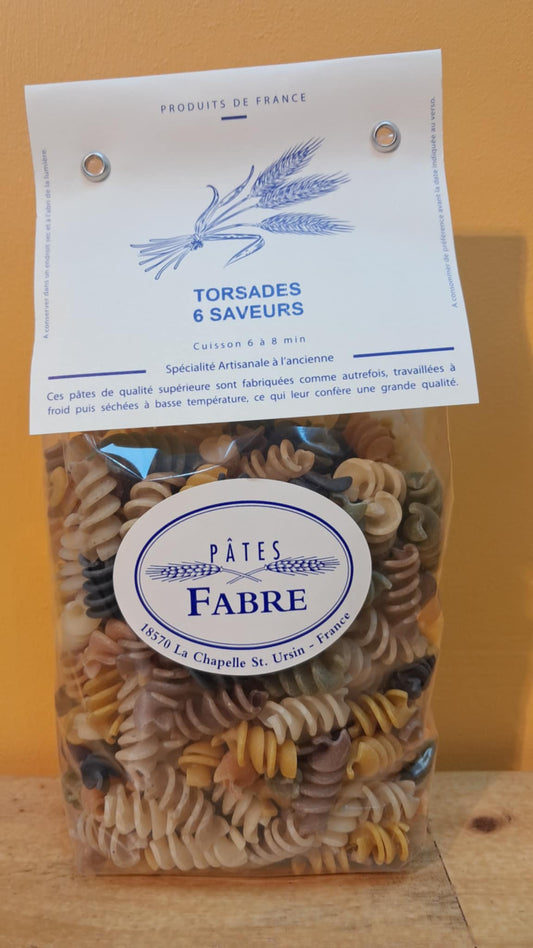 PRODUITS DE FRANCE
A conserver dans un endroit sec et à l'abri de la lumière.
A consommer de préférence avant la date indiquée au verso.
TORSADES
6 SAVEURS
Cuisson 6 à 8 min
Spécialité Artisanale à l'ancienne
Ces pâtes de qualité supérieure sont fabriquées comme autrefois, travaillées à
froid puis séchées à basse température, ce qui leur confère une grande qualité.
PÂTES
FABRE
18570 La Chapelle St. Ursin - France